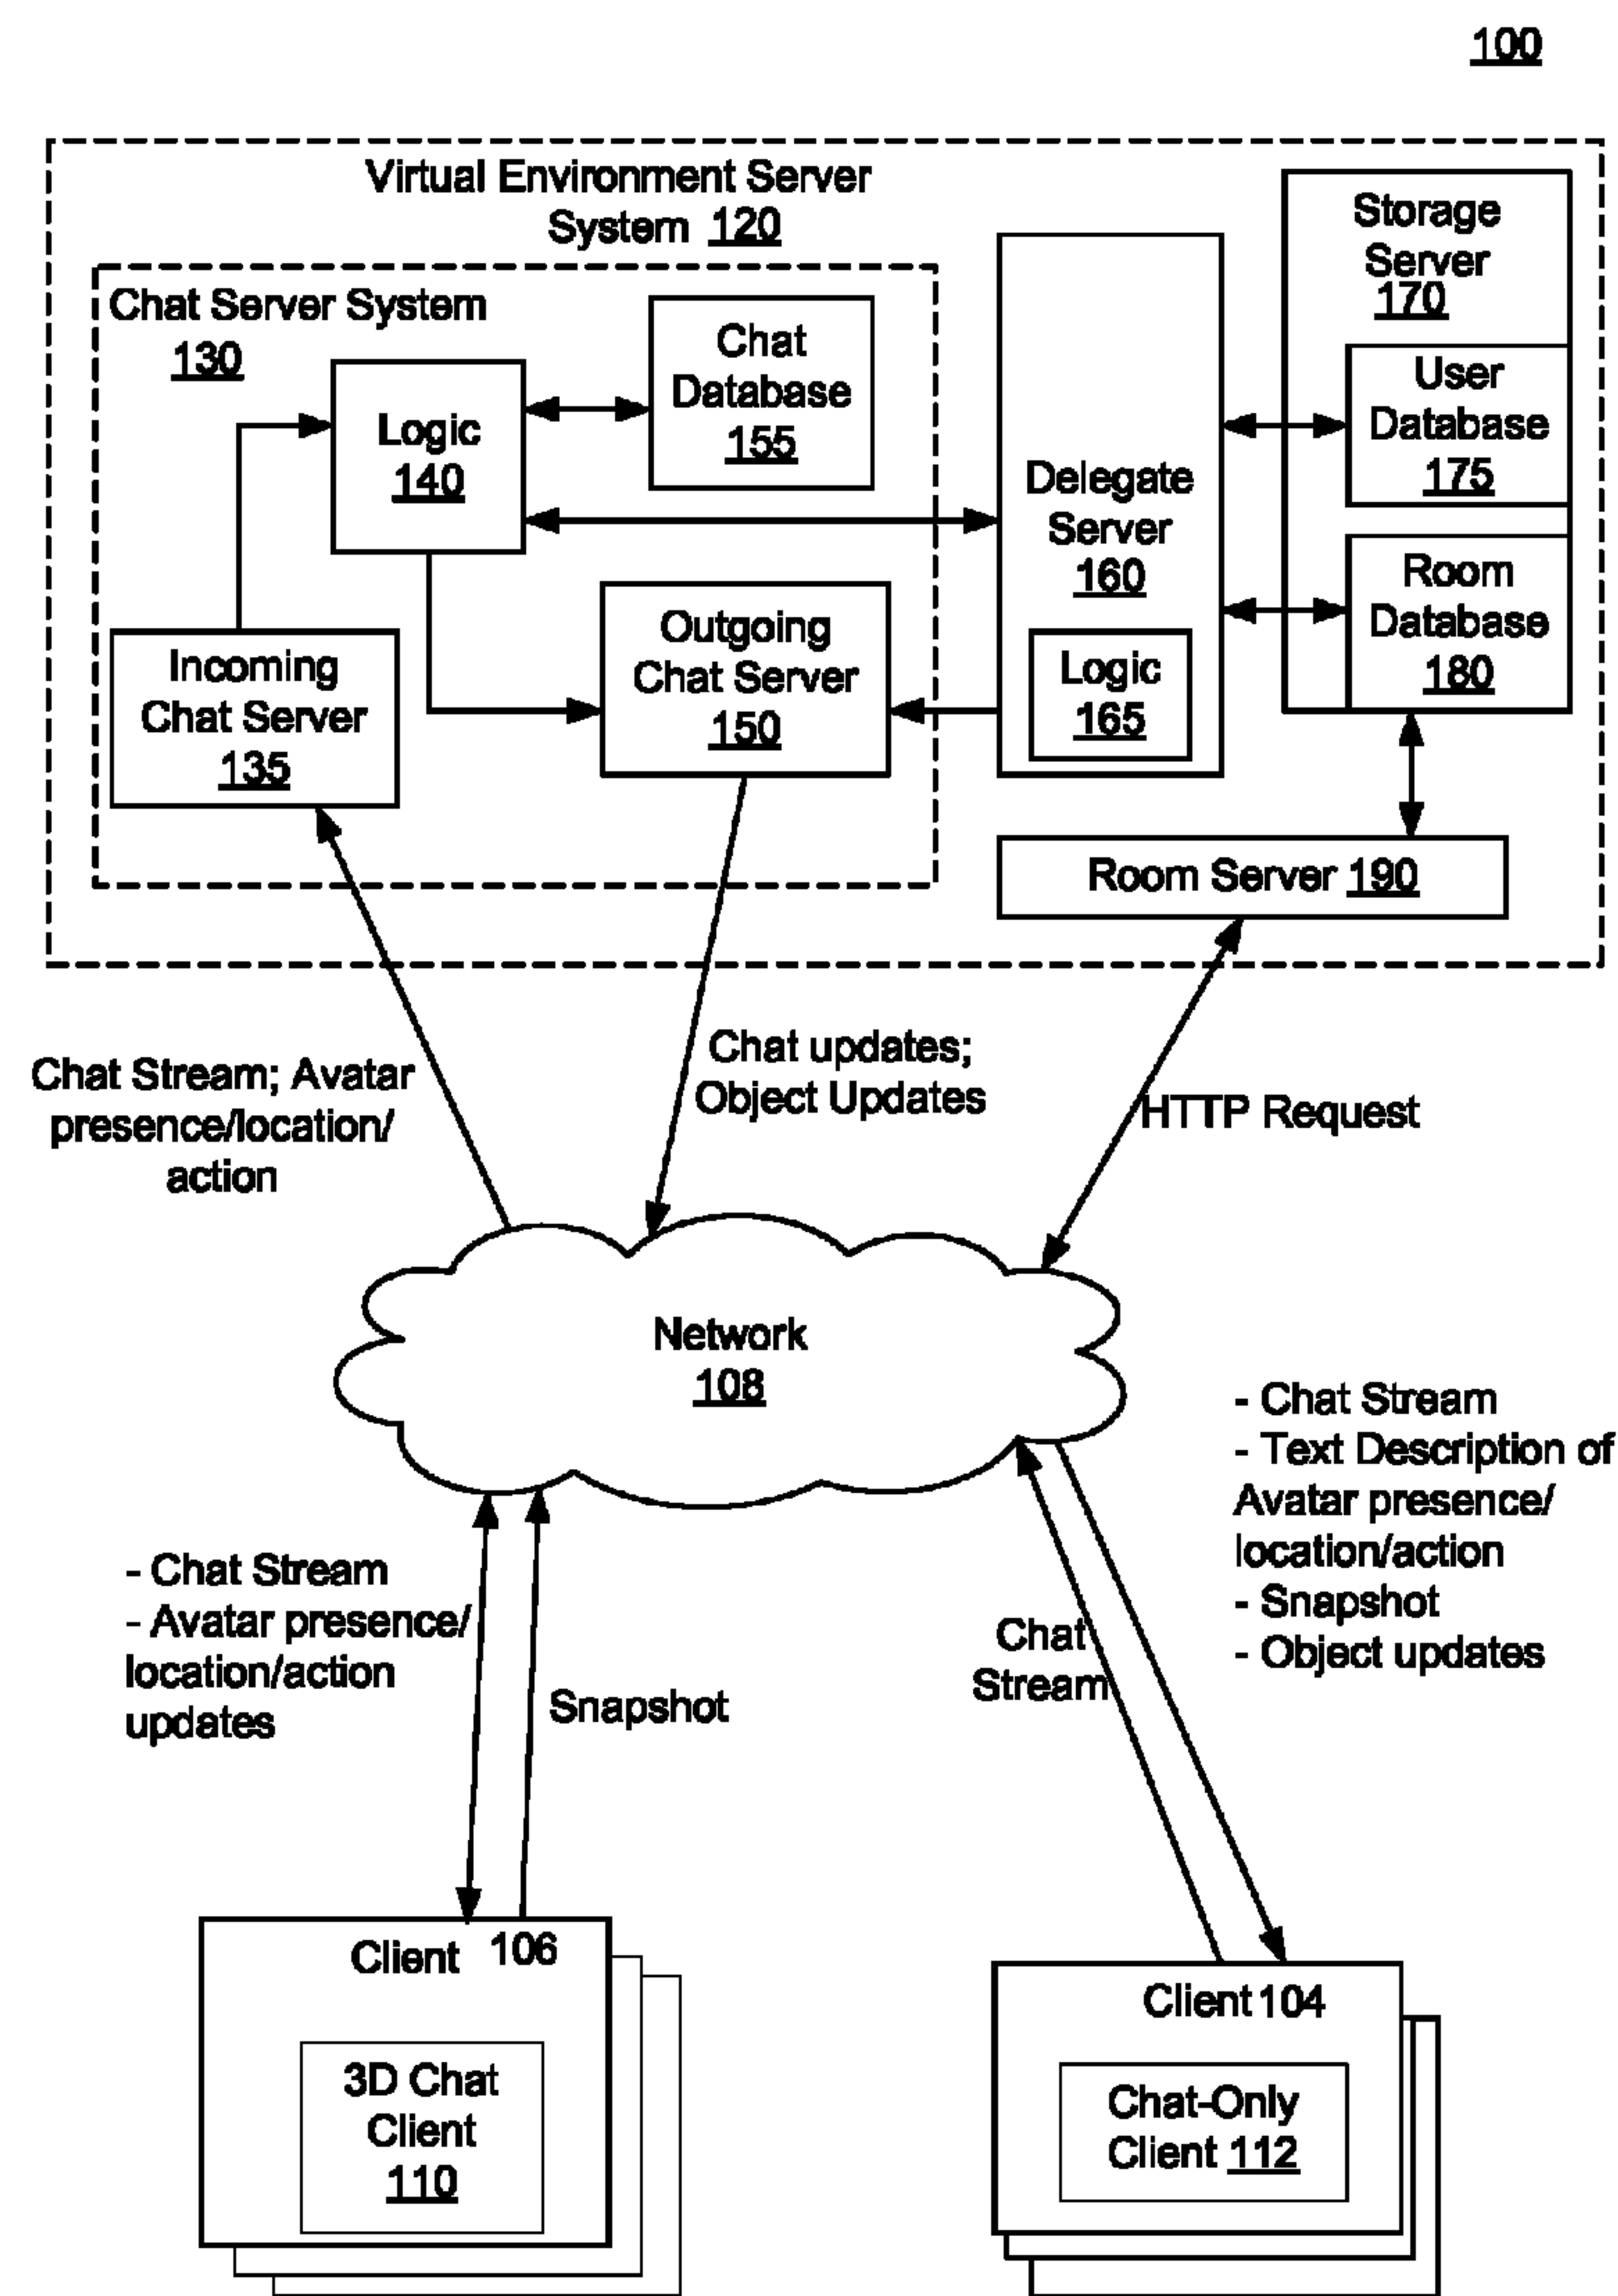 100
Virtual Environment Server
System 120
Chat Server System
130
Logic
140
Chat
Database
155
Incoming
Chat Server
135
Outgoing
Chat Server
150
Delegate
Server
160
Logic
165
Storage
Server
170
User
Database
175
Room
Database
180
Room Server 190
Chat Stream; Avatar
presence/location/
action
Chat updates;
Object Updates
HTTP Request
Network
108
- Chat Stream
- Avatar presence/
location/action
updates
Snapshot
Chat
Stream
- Chat Stream
- Text Description of
Avatar presence/
location/action
- Snapshot
- Object updates
Client 106
3D Chat
Client
110
Client 104
Chat-Only
Client 112